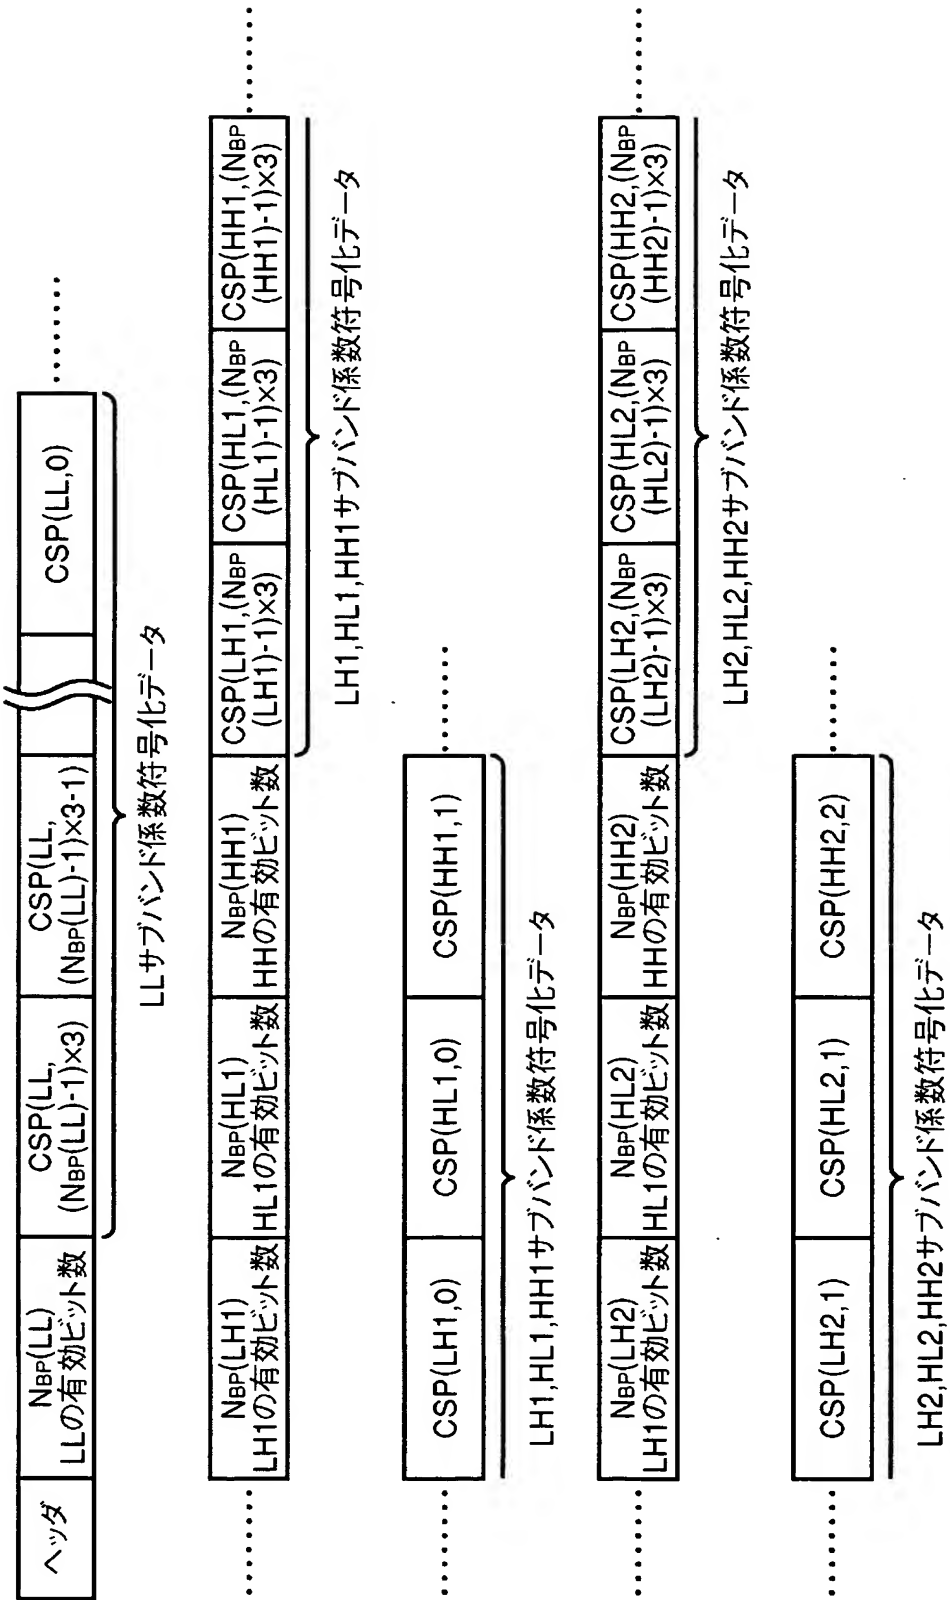 ヘッダ
NBP(LL)
LLの有効ビット数
CSP(LL,
(NBP(LL)-1)×3)
CSP(LL,
(NBP(LL)-1)×3-1)
CSP(LL,0)
........
LLサブバンド係数符号化データ
........
NBP(LH1)
LH1の有効ビット数
NBP(HL1)
HL1の有効ビット数
NBP(HH1)
HHの有効ビット数
CSP(LH1,(NBP
(LH1)-1)×3)
CSP(HL1,(NBP
(HL1)-1)×3)
CSP(HH1,(NBP
(HH1)-1)×3)
........
LH1,HL1,HH1サブバンド係数符号化データ
........
CSP(LH1,0)
CSP(HL1,0)
CSP(HH1,1)
........
LH1,HL1,HH1サブバンド係数符号化データ
........
NBP(LH2)
LH1の有効ビット数
NBP(HL2)
HL1の有効ビット数
NBP(HH2)
HHの有効ビット数
CSP(LH2,(NBP
(LH2)-1)×3)
CSP(HL2,(NBP
(HL2)-1)×3)
CSP(HH2,(NBP
(HH2)-1)×3)
........
LH2,HL2,HH2サブバンド係数符号化データ
........
CSP(LH2,1)
CSP(HL2,1)
CSP(HH2,2)
........
LH2,HL2,HH2サブバンド係数符号化データ